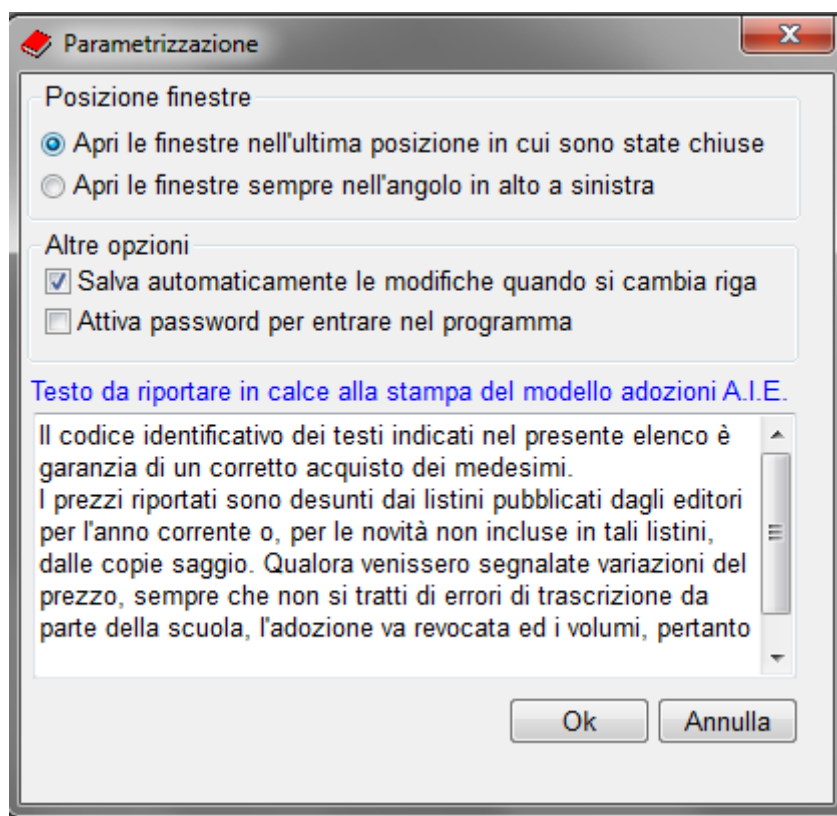 Parametrizzazione
Posizione finestre
Apri le finestre nell'ultima posizione in cui sono state chiuse
Apri le finestre sempre nell'angolo in alto a sinistra
Altre opzioni
Salva automaticamente le modifiche quando si cambia riga
Attiva password per entrare nel programma
Testo da riportare in calce alla stampa del modello adozioni A.I.E.
Il codice identificativo dei testi indicati nel presente elenco è
garanzia di un corretto acquisto dei medesimi.
I prezzi riportati sono desunti dai listini pubblicati dagli editori
per l'anno corrente o, per le novità non incluse in tali listini,
dalle copie saggio. Qualora venissero segnalate variazioni del
prezzo, sempre che non si tratti di errori di trascrizione da
parte della scuola, l'adozione va revocata ed i volumi, pertanto
Ok
Annulla